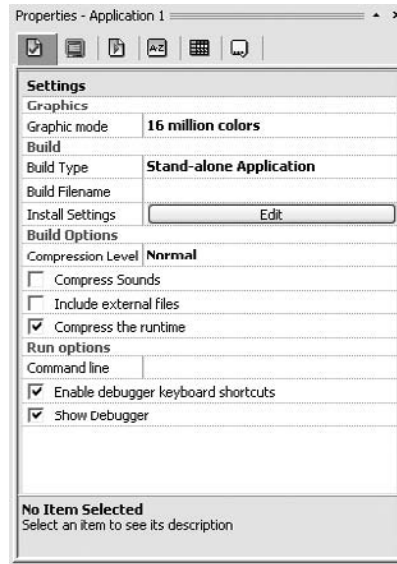 Properties - Application 1
A-Z
Settings
Graphics
Graphic mode 16 million colors
Build
Build Type Stand-alone Application
Build Filename
Install Settings Edit
Build Options
Compression Level Normal
Compress Sounds
Include external files
Compress the runtime
Run options
Command line
Enable debugger keyboard shortcuts
Show Debugger
No Item Selected
Select an item to see its description